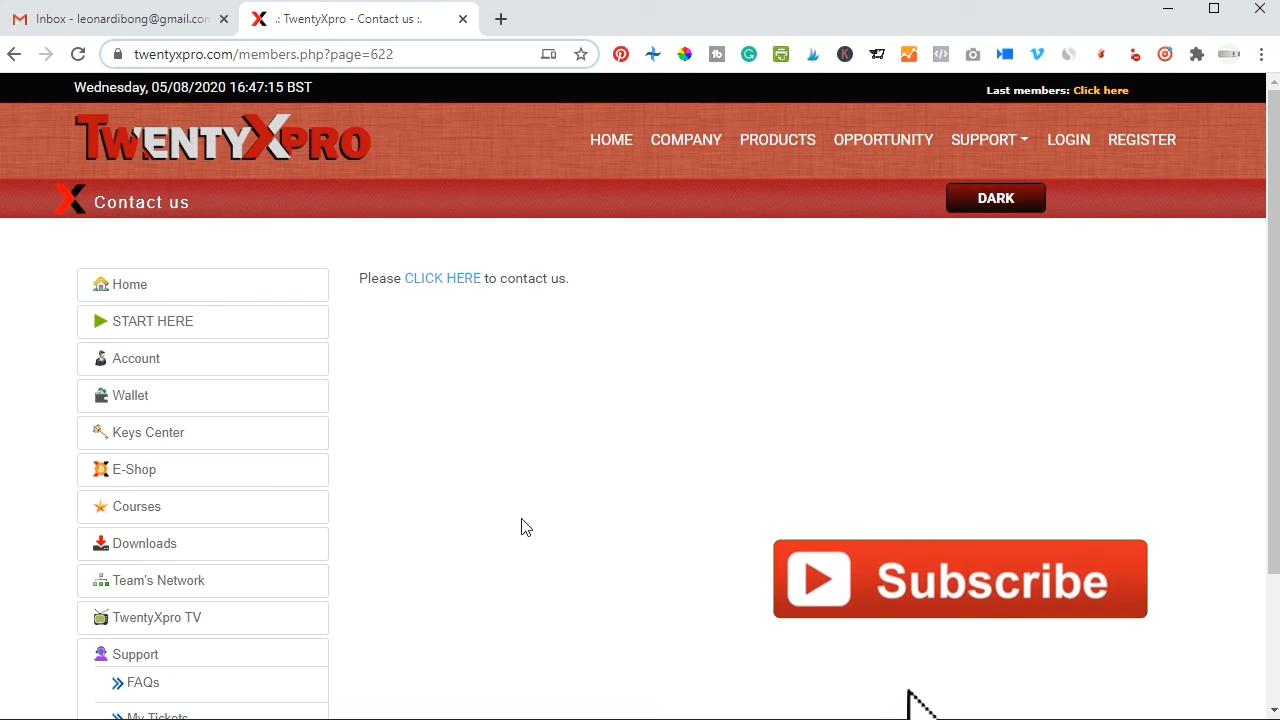 Inbox - leonardibong@gmail.con
.: TwentyXpro - Contact us :.
twentyxpro.com/members.php?page=622
Wednesday, 05/08/2020 16:47:15 BST
Last members: Click here
TWENTYXPRO
HOME COMPANY PRODUCTS OPPORTUNITY SUPPORT LOGIN REGISTER
Contact us
DARK
Please CLICK HERE to contact us.
Home
START HERE
Account
Wallet
Keys Center
E-Shop
Courses
Downloads
Team's Network
TwentyXpro TV
Support
FAQs
My Tickets
Subscribe